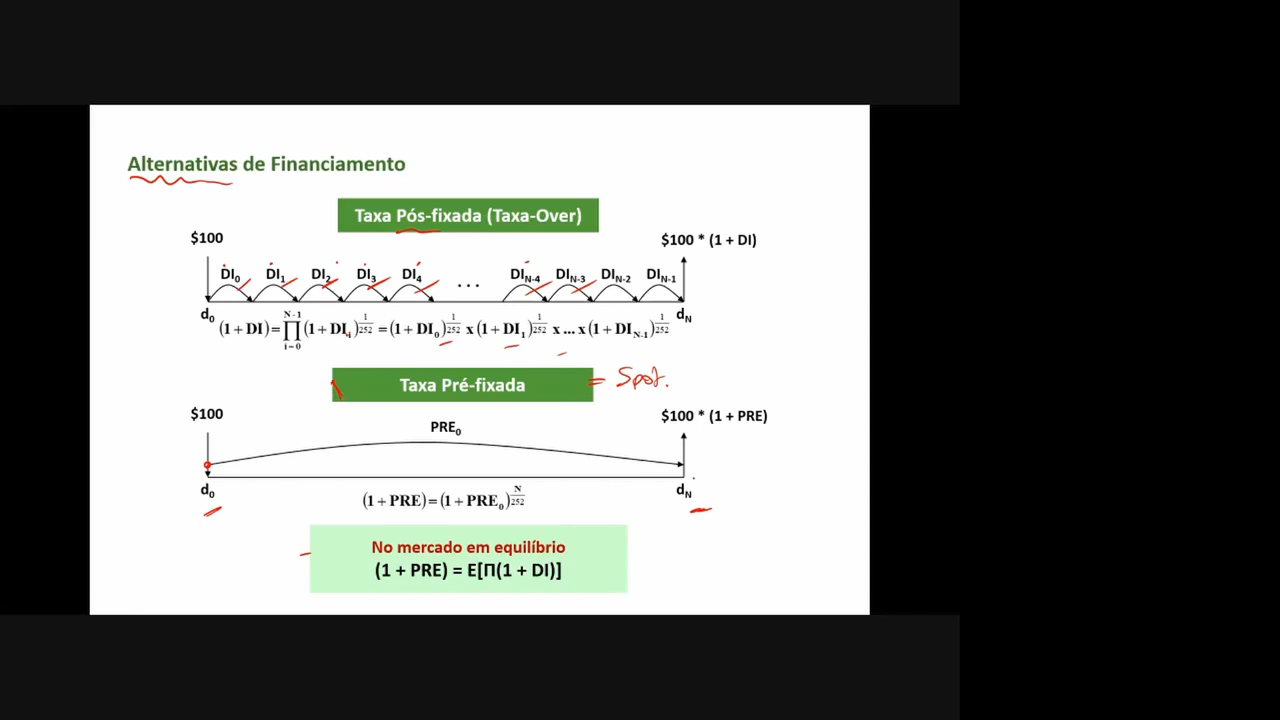 Alternativas de Financiamento
Taxa Pós-fixada (Taxa-Over)
$100
$100 * (1 + DI)
DI0 DI1 DI2 DI3 DI4 ... DIN-4 DIN-3 DIN-2 DIN-1
d0 dN
(1 + DI) = ∏ i=0 N-1 (1 + DIi)^1/252 = (1 + DI0)^1/252 x (1 + DI1)^1/252 x ... x (1 + DIN-1)^1/252
Taxa Pré-fixada = Spot.
$100
$100 * (1 + PRE)
PRE0
d0 dN
(1 + PRE) = (1 + PRE0)^N/252
No mercado em equilíbrio
(1 + PRE) = E[Π(1 + DI)]